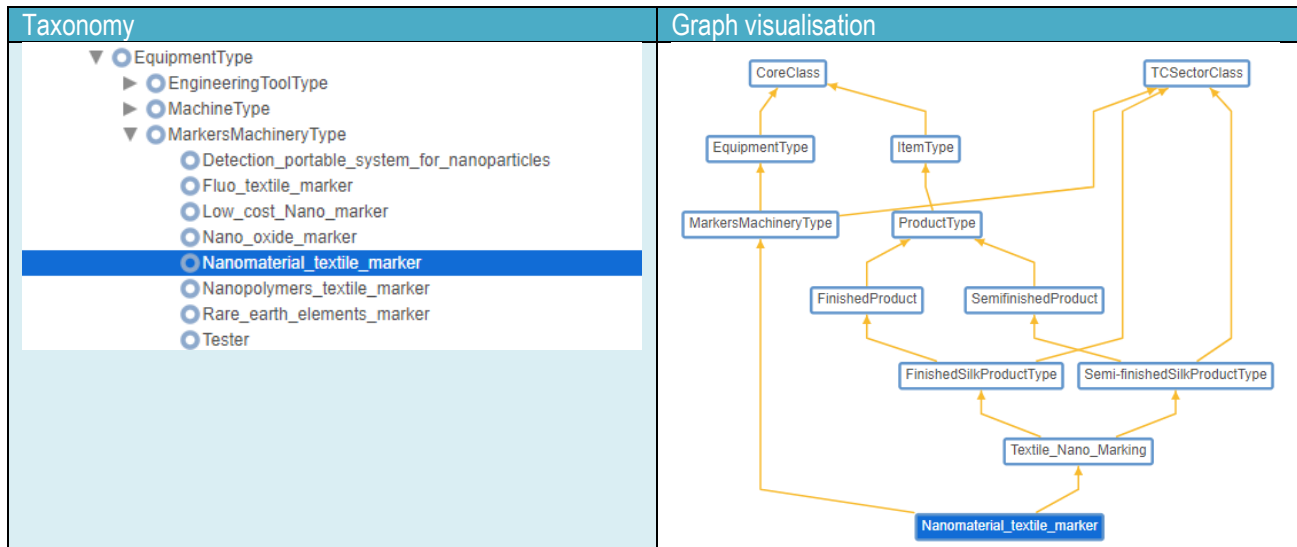 Taxonomy
EquipmentType
EngineeringToolType
MachineType
MarkersMachineryType
Detection_portable_system_for_nanoparticles
Fluo_textile_marker
Low_cost_Nano_marker
Nano_oxide_marker
Nanomaterial_textile_marker
Nanopolymers_textile_marker
Rare_earth_elements_marker
Tester
Graph visualisation
CoreClass
TCSectorClass
EquipmentType
ItemType
MarkersMachineryType
ProductType
FinishedProduct
SemifinishedProduct
FinishedSilkProductType
Semi-finishedSilkProductType
Textile_Nano_Marking
Nanomaterial_textile_marker